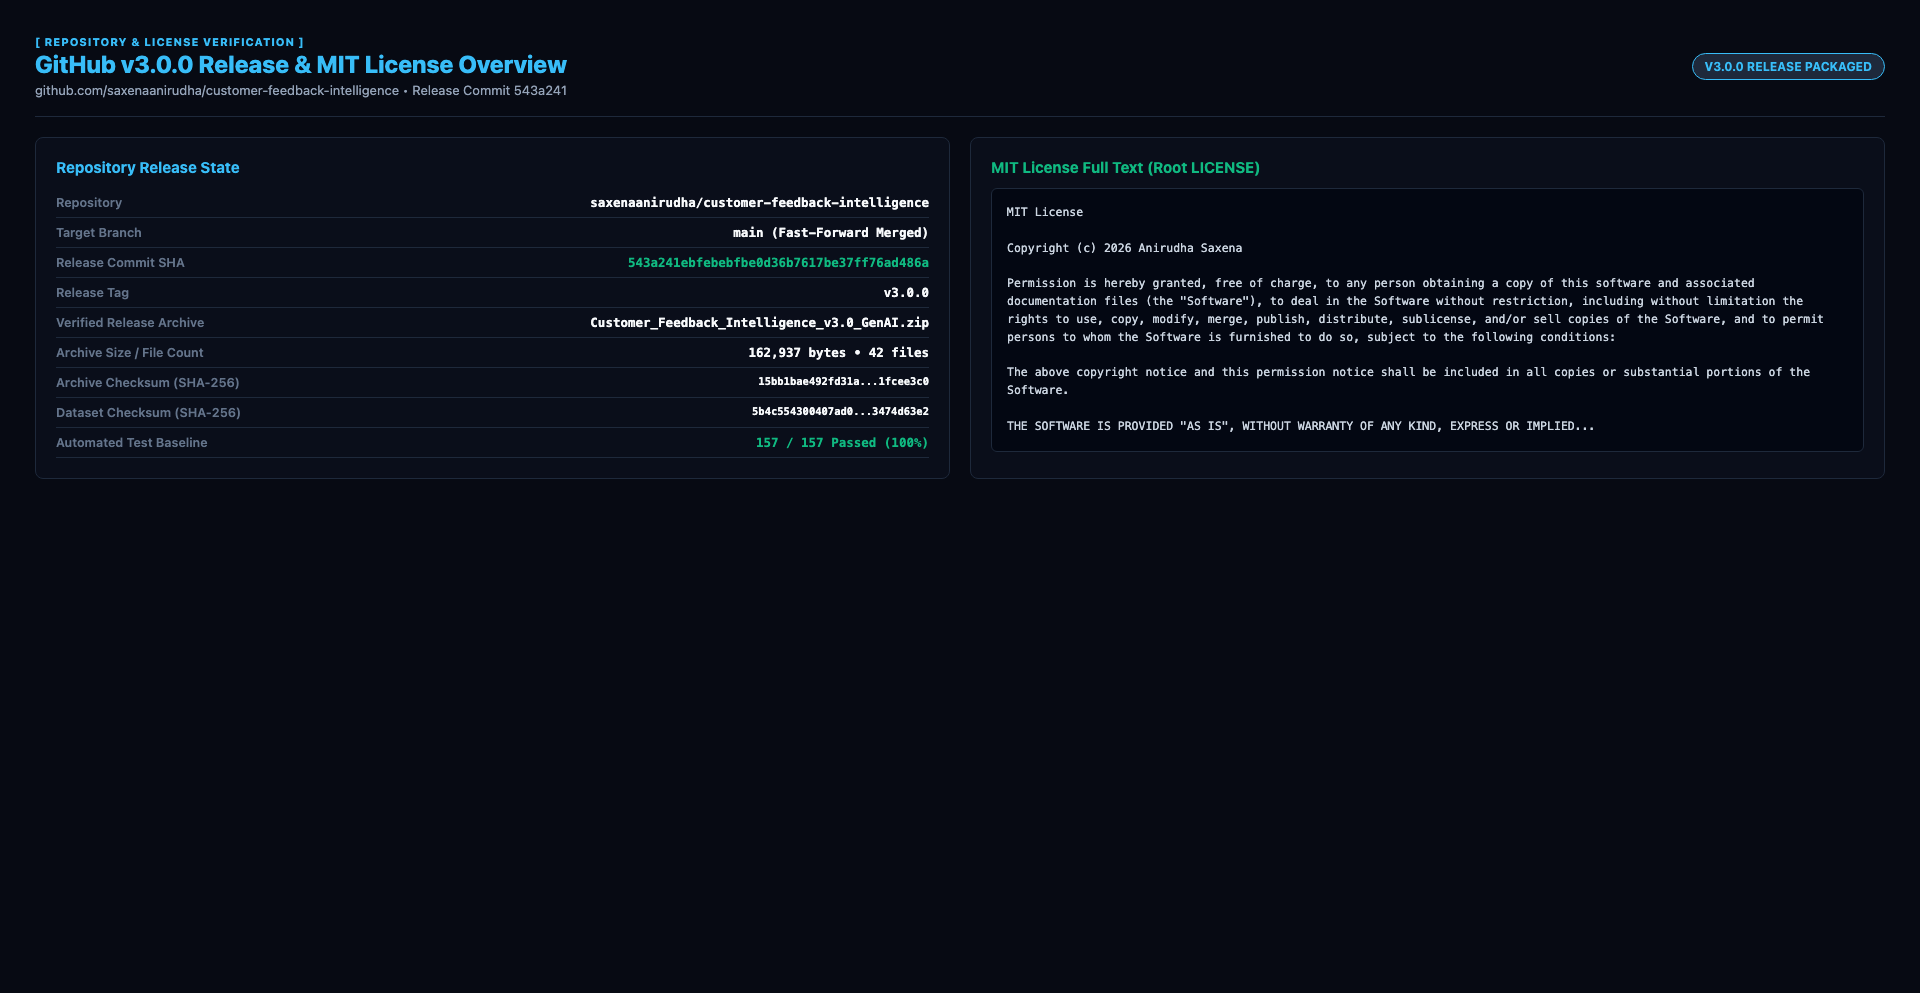 [ REPOSITORY & LICENSE VERIFICATION ]
GitHub v3.0.0 Release & MIT License Overview
github.com/saxenaanirudha/customer-feedback-intelligence • Release Commit 543a241
V3.0.0 RELEASE PACKAGED
Repository Release State
Repository saxenaanirudha/customer-feedback-intelligence
Target Branch main (Fast-Forward Merged)
Release Commit SHA 543a241ebfebebfbe0d36b7617be37ff76ad486a
Release Tag v3.0.0
Verified Release Archive Customer_Feedback_Intelligence_v3.0_GenAI.zip
Archive Size / File Count 162,937 bytes • 42 files
Archive Checksum (SHA-256) 15bb1bae492fd31a...1fcee3c0
Dataset Checksum (SHA-256) 5b4c554300407ad0...3474d63e2
Automated Test Baseline 157 / 157 Passed (100%)
MIT License Full Text (Root LICENSE)
MIT License
Copyright (c) 2026 Anirudha Saxena
Permission is hereby granted, free of charge, to any person obtaining a copy of this software and associated
documentation files (the "Software"), to deal in the Software without restriction, including without limitation the
rights to use, copy, modify, merge, publish, distribute, sublicense, and/or sell copies of the Software, and to permit
persons to whom the Software is furnished to do so, subject to the following conditions:
The above copyright notice and this permission notice shall be included in all copies or substantial portions of the
Software.
THE SOFTWARE IS PROVIDED "AS IS", WITHOUT WARRANTY OF ANY KIND, EXPRESS OR IMPLIED...